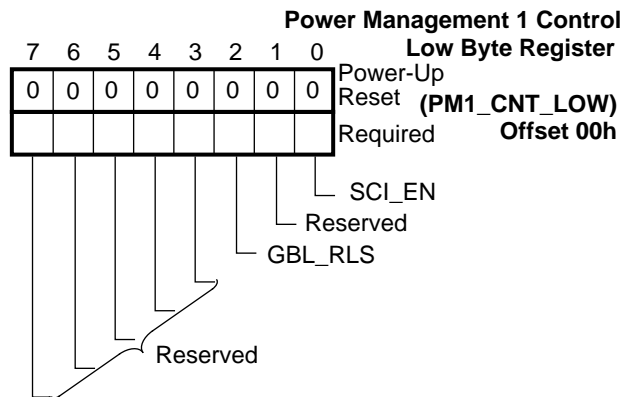 Power Management 1 Control
7 6 5 4 3 2 1 0 Low Byte Register
Power-Up
0 0 0 0 0 0 0 0 Reset (PM1_CNT_LOW)
Required Offset 00h
SCI_EN
Reserved
GBL_RLS
Reserved